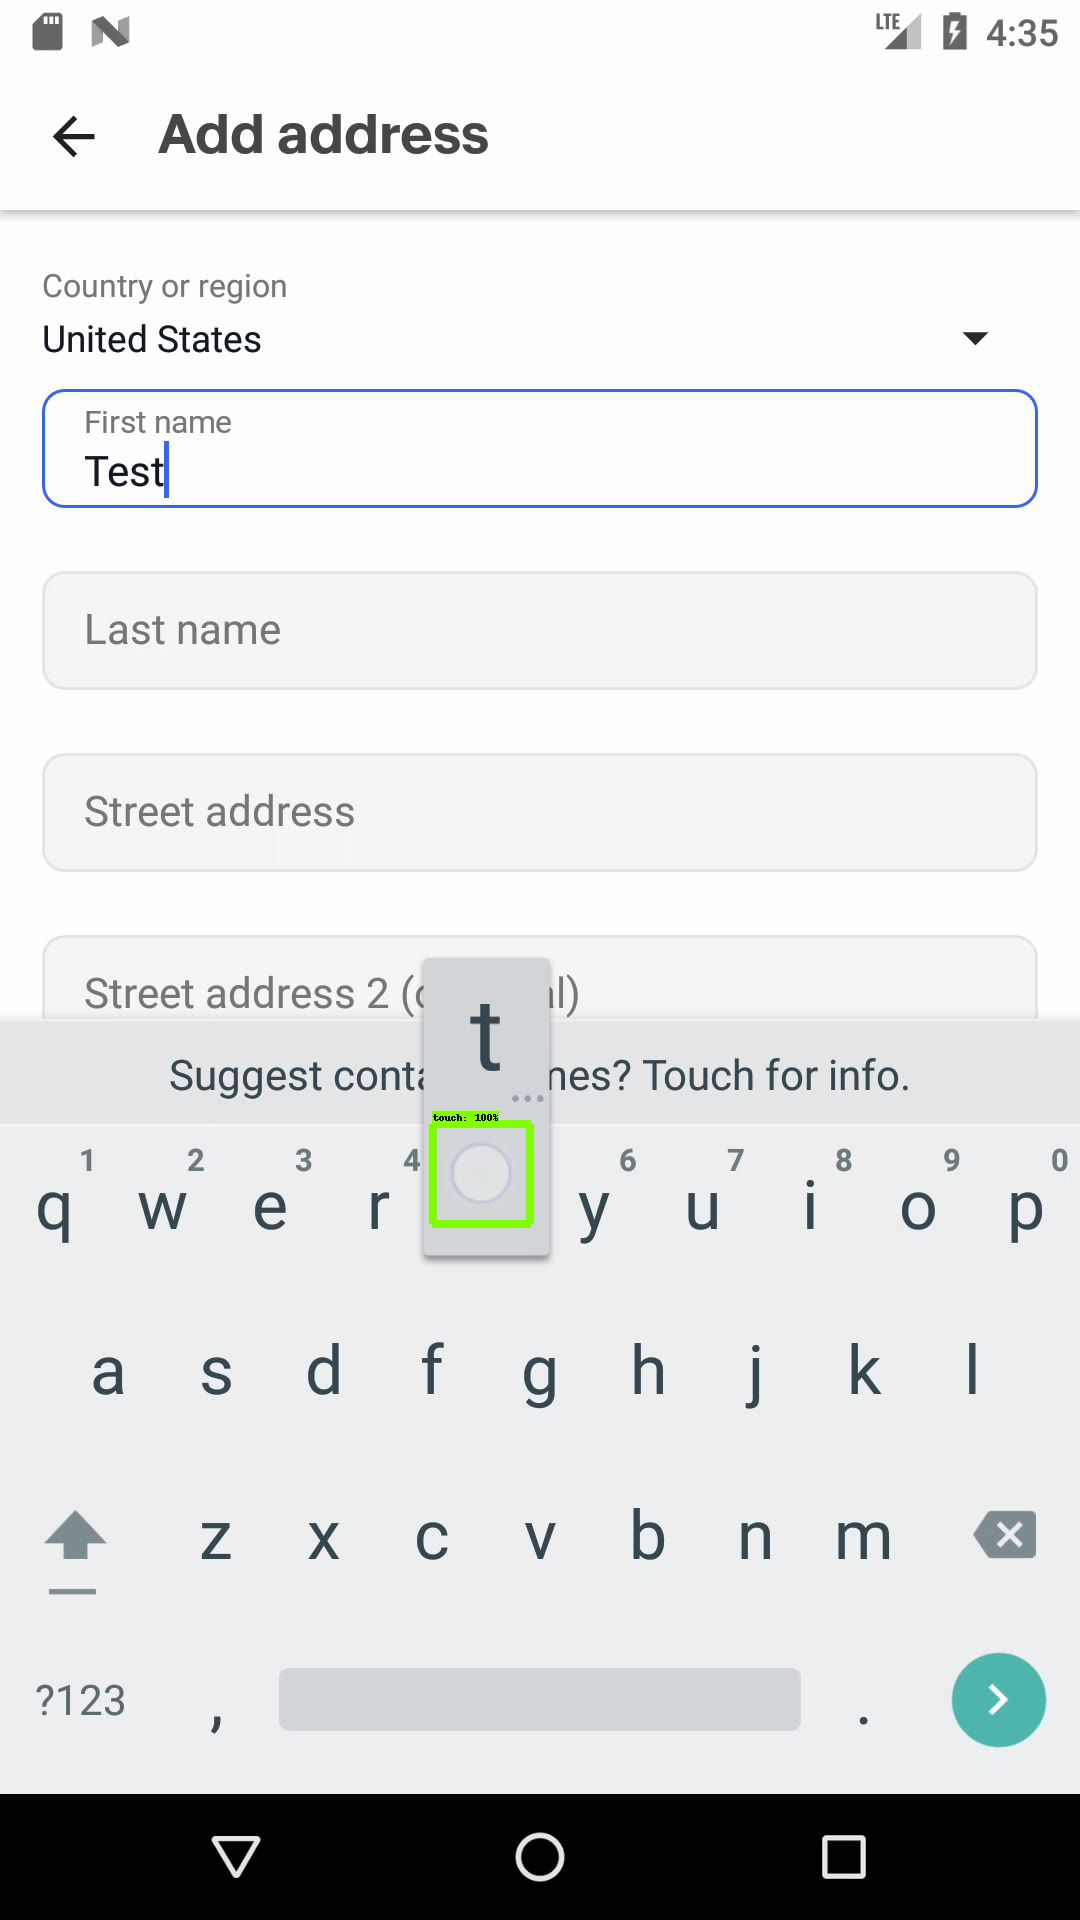 LTE 4:35
Add address
Country or region
United States
First name
Test
Last name
Street address
Street address 2 (
al)
t
Suggest conta nes? Touch for info.
touch: 100%
1 2 3 4 6 7 8 9 0
q w e r y u i o p
a s d f g h j k l
z x c v b n m
?123 , .